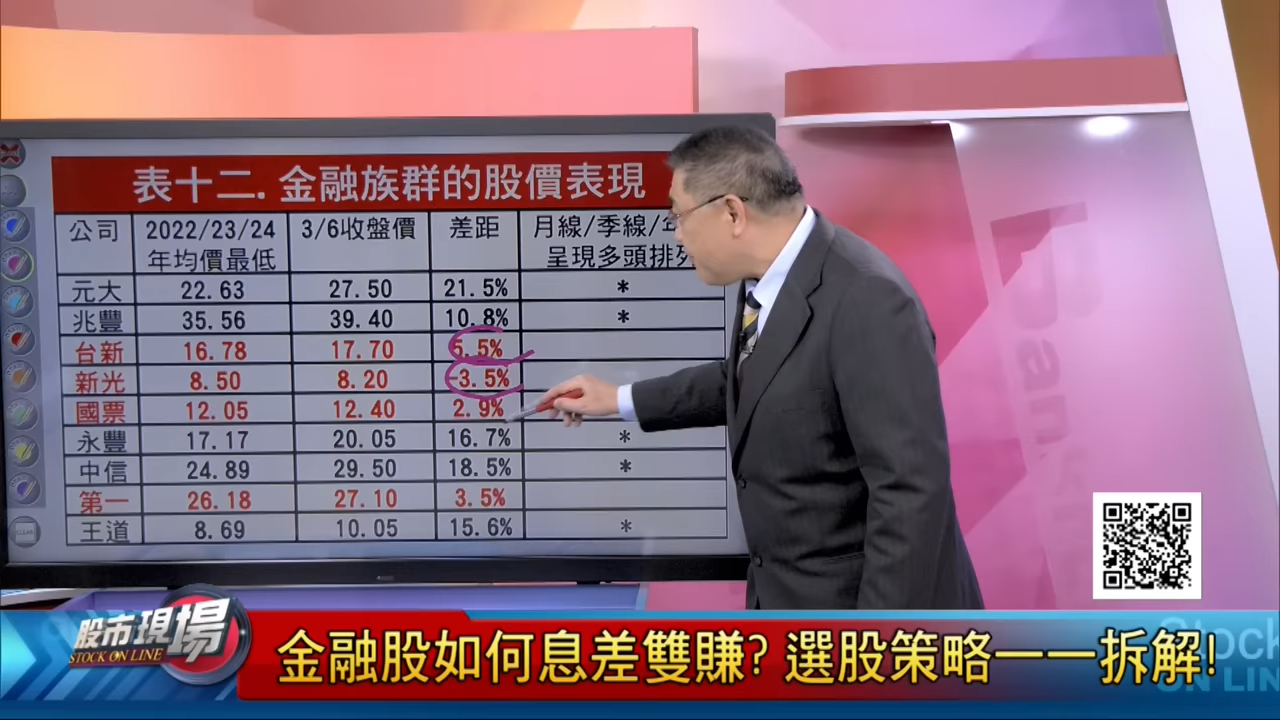 表十二.金融族群的股價表現
公司 2022/23/24年均價最低 3/6收盤價 差距 月線/季線/年 呈現多頭排列
元大 22.63 27.50 21.5% *
兆豐 35.56 39.40 10.8% *
台新 16.78 17.70 5.5%
新光 8.50 8.20 -3.5%
國票 12.05 12.40 2.9%
永豐 17.17 20.05 16.7% *
中信 24.89 29.50 18.5% *
第一 26.18 27.10 3.5%
王道 8.69 10.05 15.6% *
股市現場
STOCK ON LINE
金融股如何息差雙賺? 選股策略一一拆解!
Stock
ON LIN